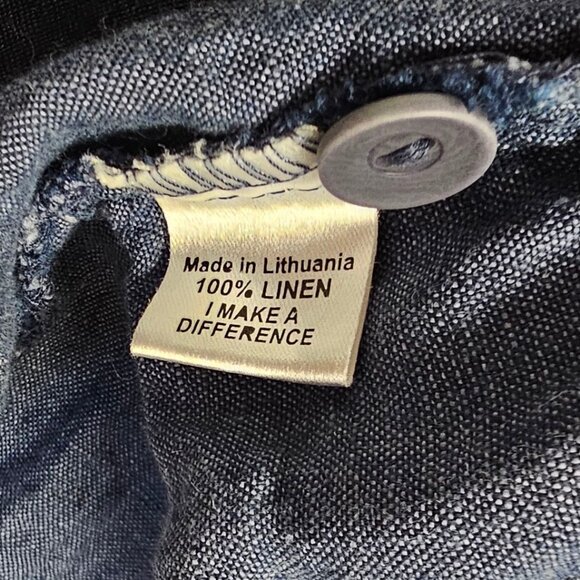 Made in Lithuania
100% LINEN
I MAKE A
DIFFERENCE